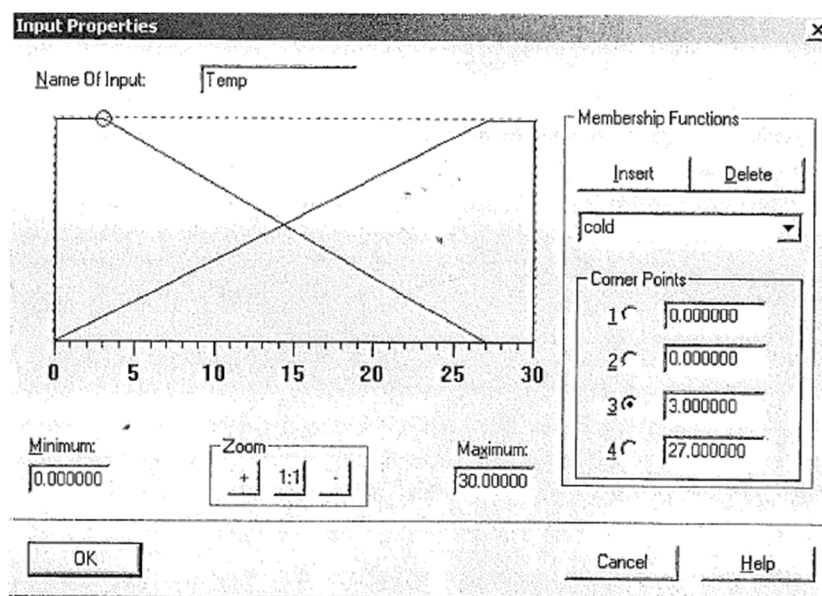 Input Properties
Name Of Input: Temp
Membership Functions
Insert Delete
cold
Corner Points
1 0.000000
2 0.000000
3 3.000000
4 27.000000
0 5 10 15 20 25 30
Minimum: Zoom Maximum:
0.000000 + 1:1 - 30.00000
OK Cancel Help